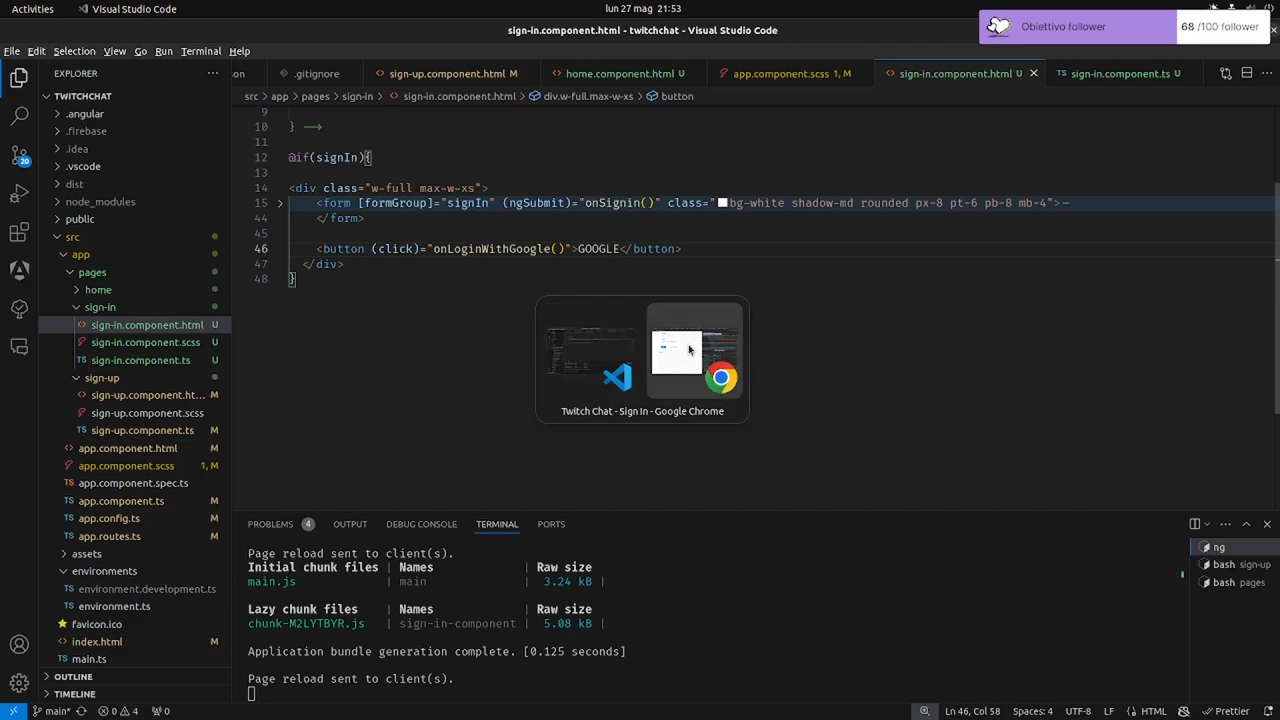 Activities
Visual Studio Code
lun 27 mag 21:53
Obiettivo follower
68 /100 follower
sign-in.component.html - twitchchat - Visual Studio Code
File Edit Selection View Go Run Terminal Help
EXPLORER
on
.gitignore
sign-up.component.html M
home.component.html U
app.component.scss 1, M
sign-in.component.html U
sign-in.component.ts U
TWITCHCHAT
src > app > pages > sign-in > sign-in.component.html > div.w-full.max-w-xs > button
.angular
.firebase
.idea
.vscode
dist
node_modules
public
src
app
pages
home
sign-in
sign-in.component.html U
sign-in.component.scss U
sign-in.component.ts U
sign-up
sign-up.component.ht... M
sign-up.component.scss
sign-up.component.ts M
app.component.html M
app.component.scss 1, M
app.component.spec.ts
app.component.ts M
app.config.ts M
app.routes.ts M
assets
environments
environment.development.ts
environment.ts
favicon.ico
index.html M
main.ts
OUTLINE
TIMELINE
9
10 } -->
11
12 @if(signIn){
13
14 <div class="w-full max-w-xs">
15 <form [formGroup]="signIn" (ngSubmit)="onSignin()" class="bg-white shadow-md rounded px-8 pt-6 pb-8 mb-4">
44 </form>
45
46 <button (click)="onLoginWithGoogle()">GOOGLE</button>
47 </div>
48 }
Twitch Chat - Sign In - Google Chrome
PROBLEMS 4 OUTPUT DEBUG CONSOLE TERMINAL PORTS
Page reload sent to client(s).
Initial chunk files | Names | Raw size
main.js | main | 3.24 kB |
Lazy chunk files | Names | Raw size
chunk-M2LYTBYR.js | sign-in-component | 5.08 kB |
Application bundle generation complete. [0.125 seconds]
Page reload sent to client(s).
ng
bash sign-up
bash pages
20
main* 0 4 0
Ln 46, Col 58 Spaces: 4 UTF-8 LF HTML Prettier